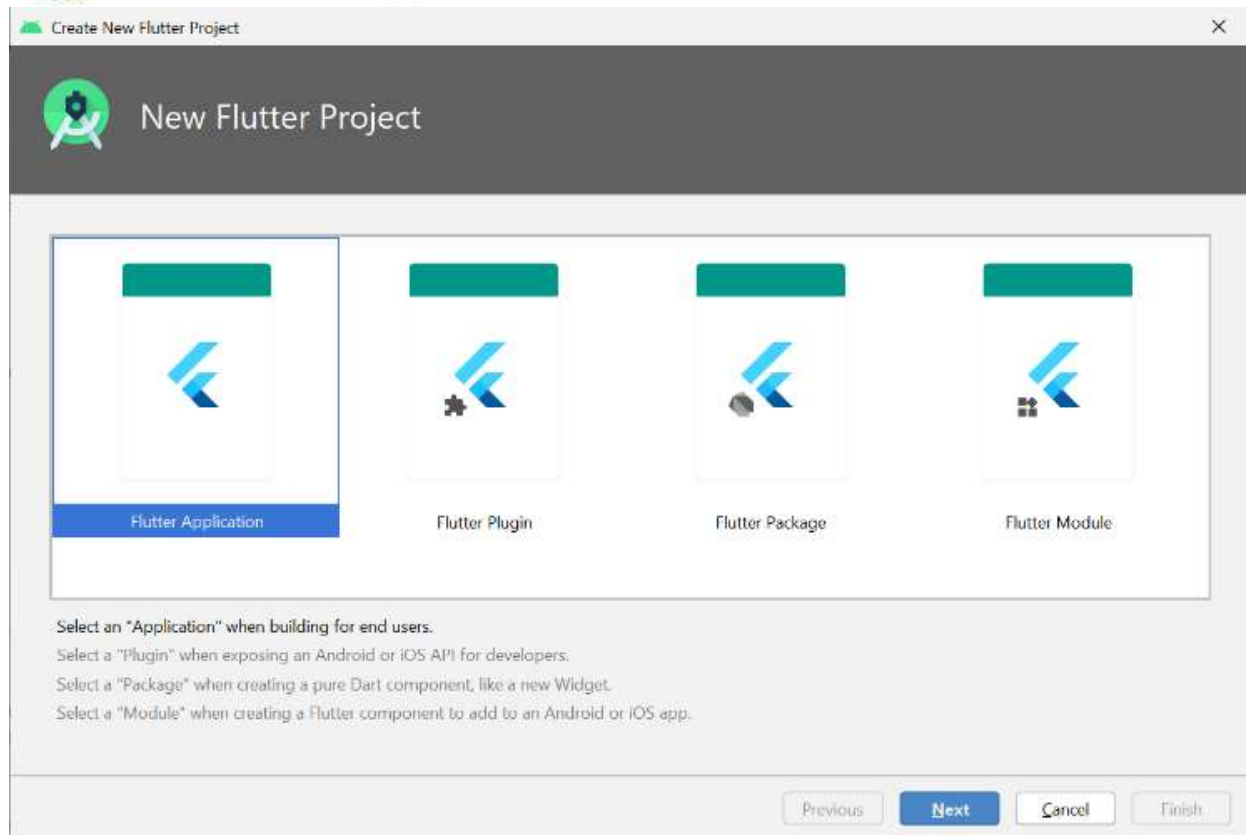 Create New Flutter Project
New Flutter Project
Flutter Application
Flutter Plugin
Flutter Package
Flutter Module
Select an "Application" when building for end users.
Select a "Plugin" when exposing an Android or iOS API for developers.
Select a "Package" when creating a pure Dart component, like a new Widget.
Select a "Module" when creating a Flutter component to add to an Android or iOS app.
Previous Next Cancel Finish